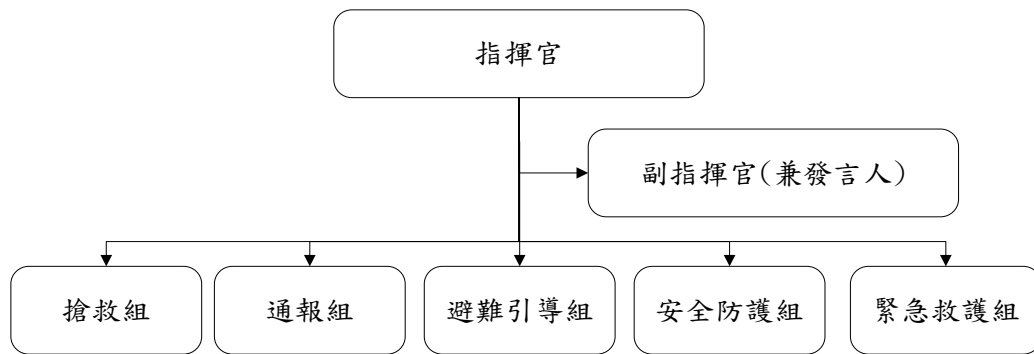 指揮官
副指揮官(兼發言人)
搶救組
通報組
避難引導組
安全防護組
緊急救護組